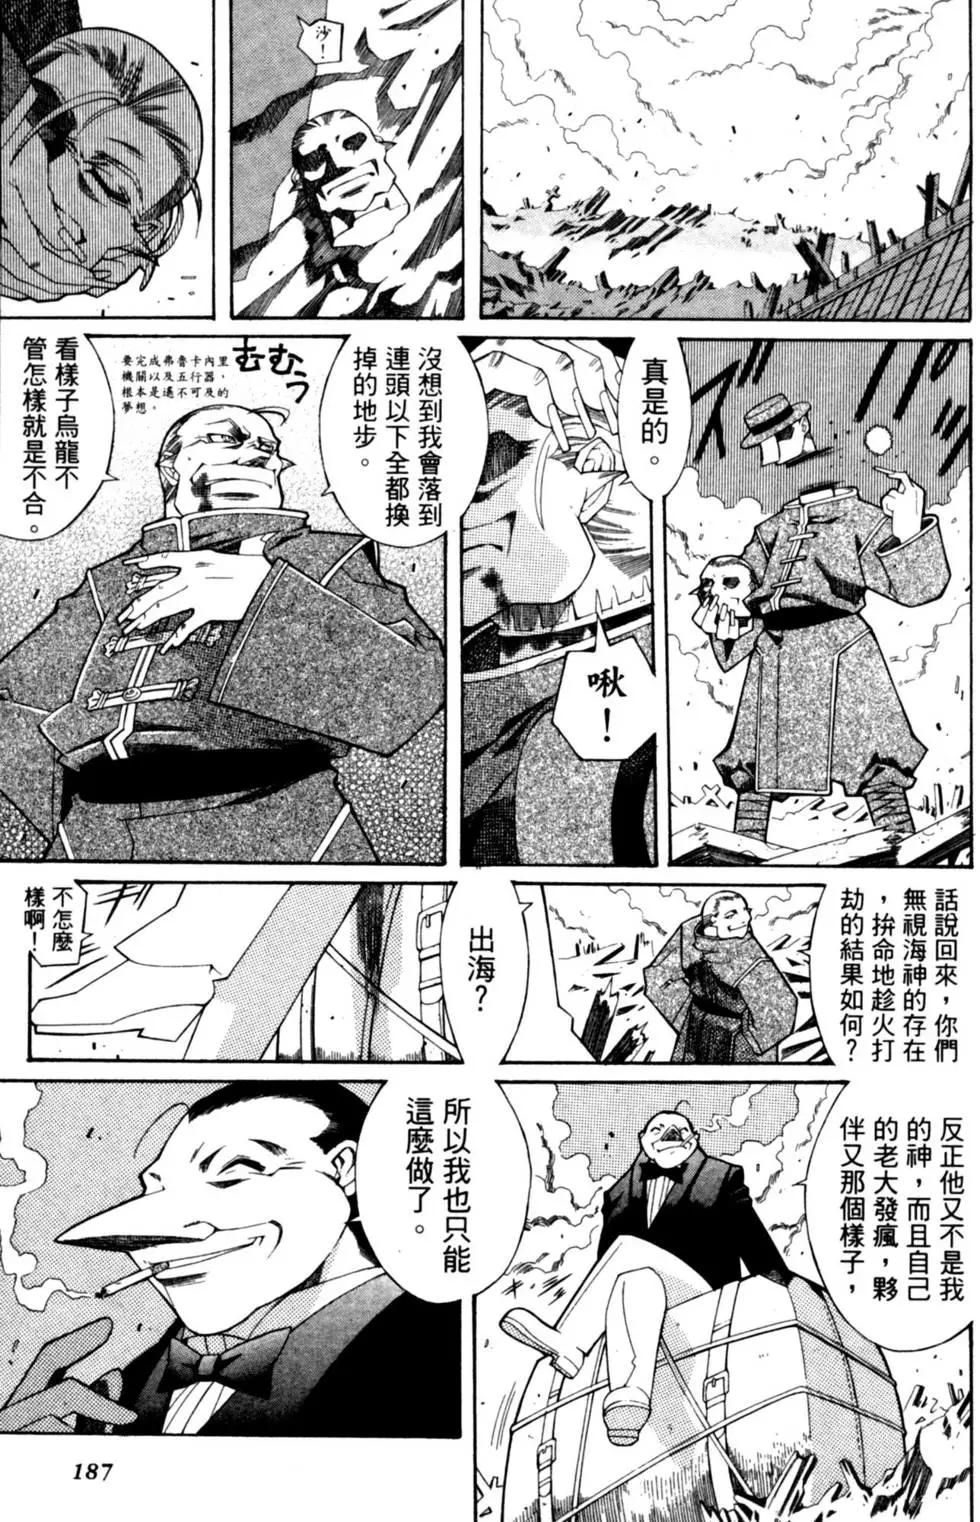 沙!
真是的。
啾!
沒想到我會落到
連頭以下全都換
掉的地步。
むむぅ
要完成弗魯卡內里
機關以及五行器，
根本是遙不可及的
夢想。
看樣子烏龍不
管怎樣就是不合。
話說回來，你們
無視海神的存在
，拚命地趁火打
劫的結果如何？
出海？
不怎麼
樣啊！
反正他又不是我
的神，而且自己
的老大發瘋，夥
伴又那個樣子，
所以我也只能
這麼做了。
187